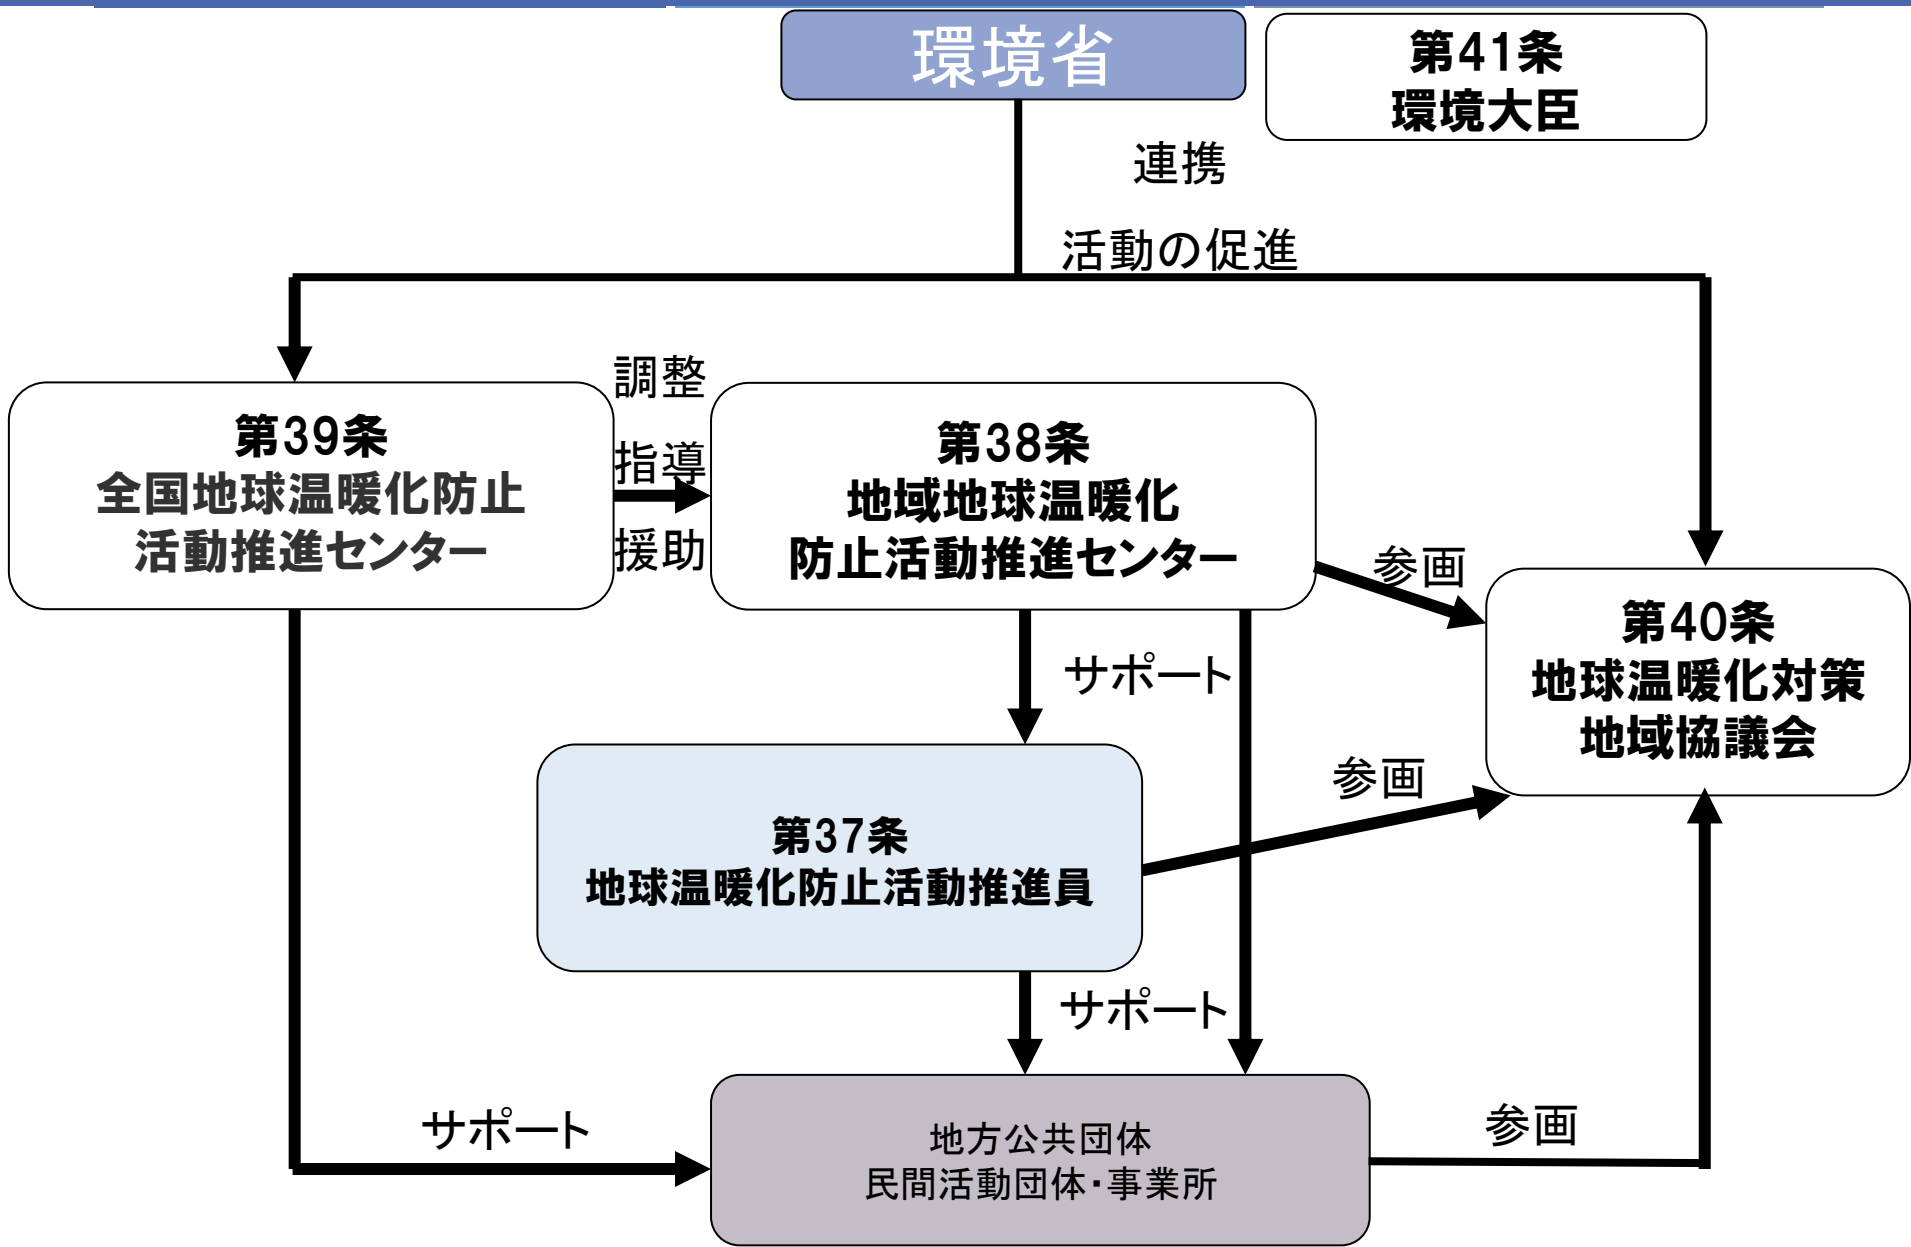 環境省
第41条
環境大臣
連携
活動の促進
調整
指導
援助
第39条
全国地球温暖化防止
活動推進センター
第38条
地域地球温暖化
防止活動推進センター
参画
第40条
地球温暖化対策
地域協議会
サポート
参画
第37条
地球温暖化防止活動推進員
サポート
サポート
参画
地方公共団体
民間活動団体・事業所